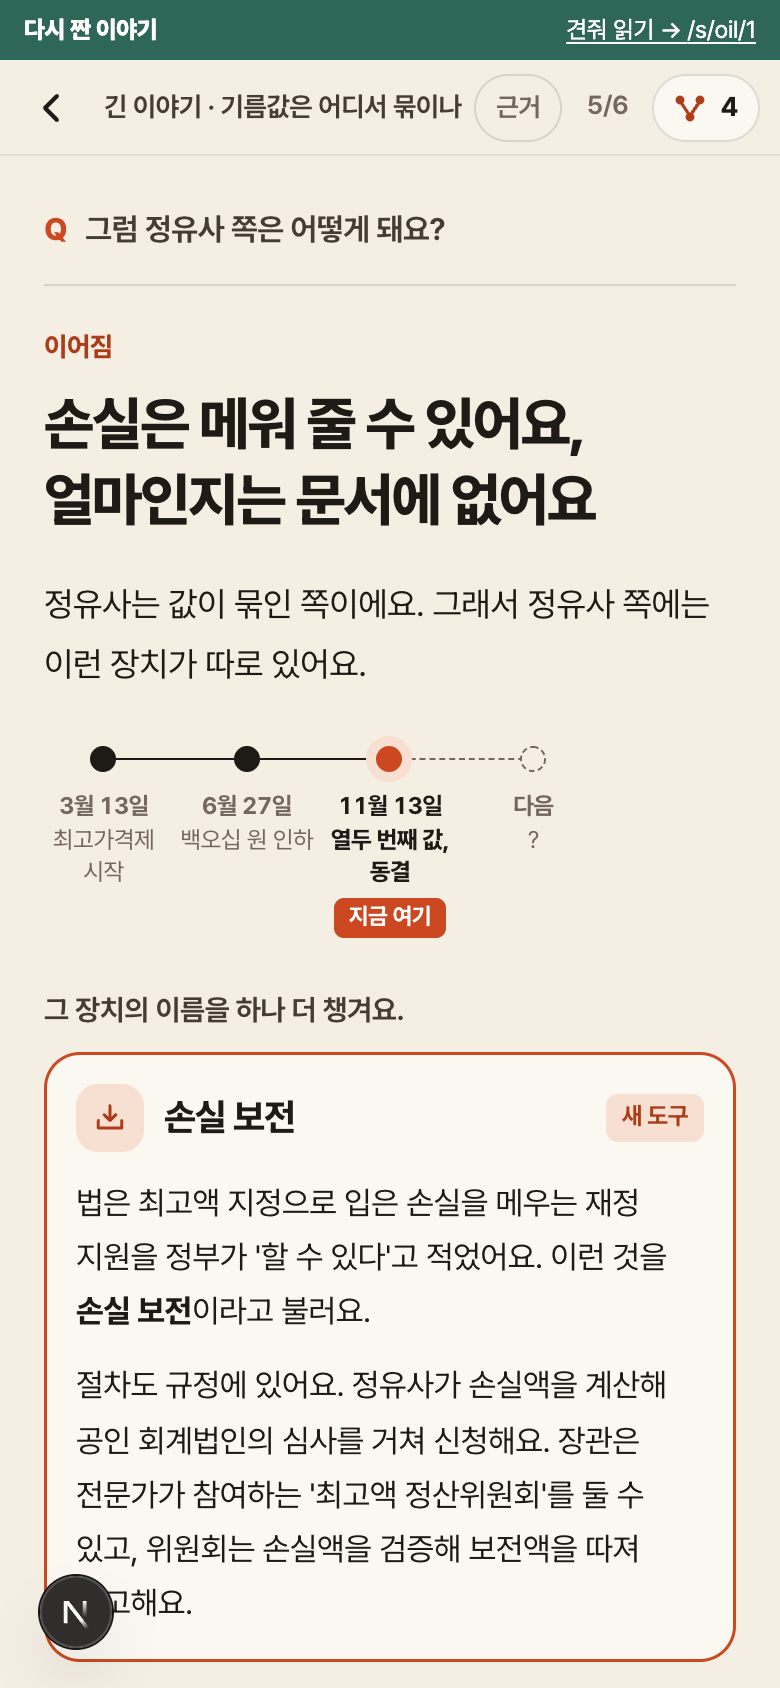 다시 짠 이야기
견줘 읽기 → /s/oil/1
긴 이야기 · 기름값은 어디서 묶이나
근거
5/6
4
Q 그럼 정유사 쪽은 어떻게 돼요?
이어짐
손실은 메워 줄 수 있어요,
얼마인지는 문서에 없어요
정유사는 값이 묶인 쪽이에요. 그래서 정유사 쪽에는
이런 장치가 따로 있어요.
3월 13일
최고가격제
시작
6월 27일
백오십 원 인하
11월 13일
열두 번째 값,
동결
지금 여기
다음
?
그 장치의 이름을 하나 더 챙겨요.
손실 보전
새 도구
법은 최고액 지정으로 입은 손실을 메우는 재정
지원을 정부가 '할 수 있다'고 적었어요. 이런 것을
손실 보전이라고 불러요.
절차도 규정에 있어요. 정유사가 손실액을 계산해
공인 회계법인의 심사를 거쳐 신청해요. 장관은
전문가가 참여하는 '최고액 정산위원회'를 둘 수
있고, 위원회는 손실액을 검증해 보전액을 따져
고해요.
N